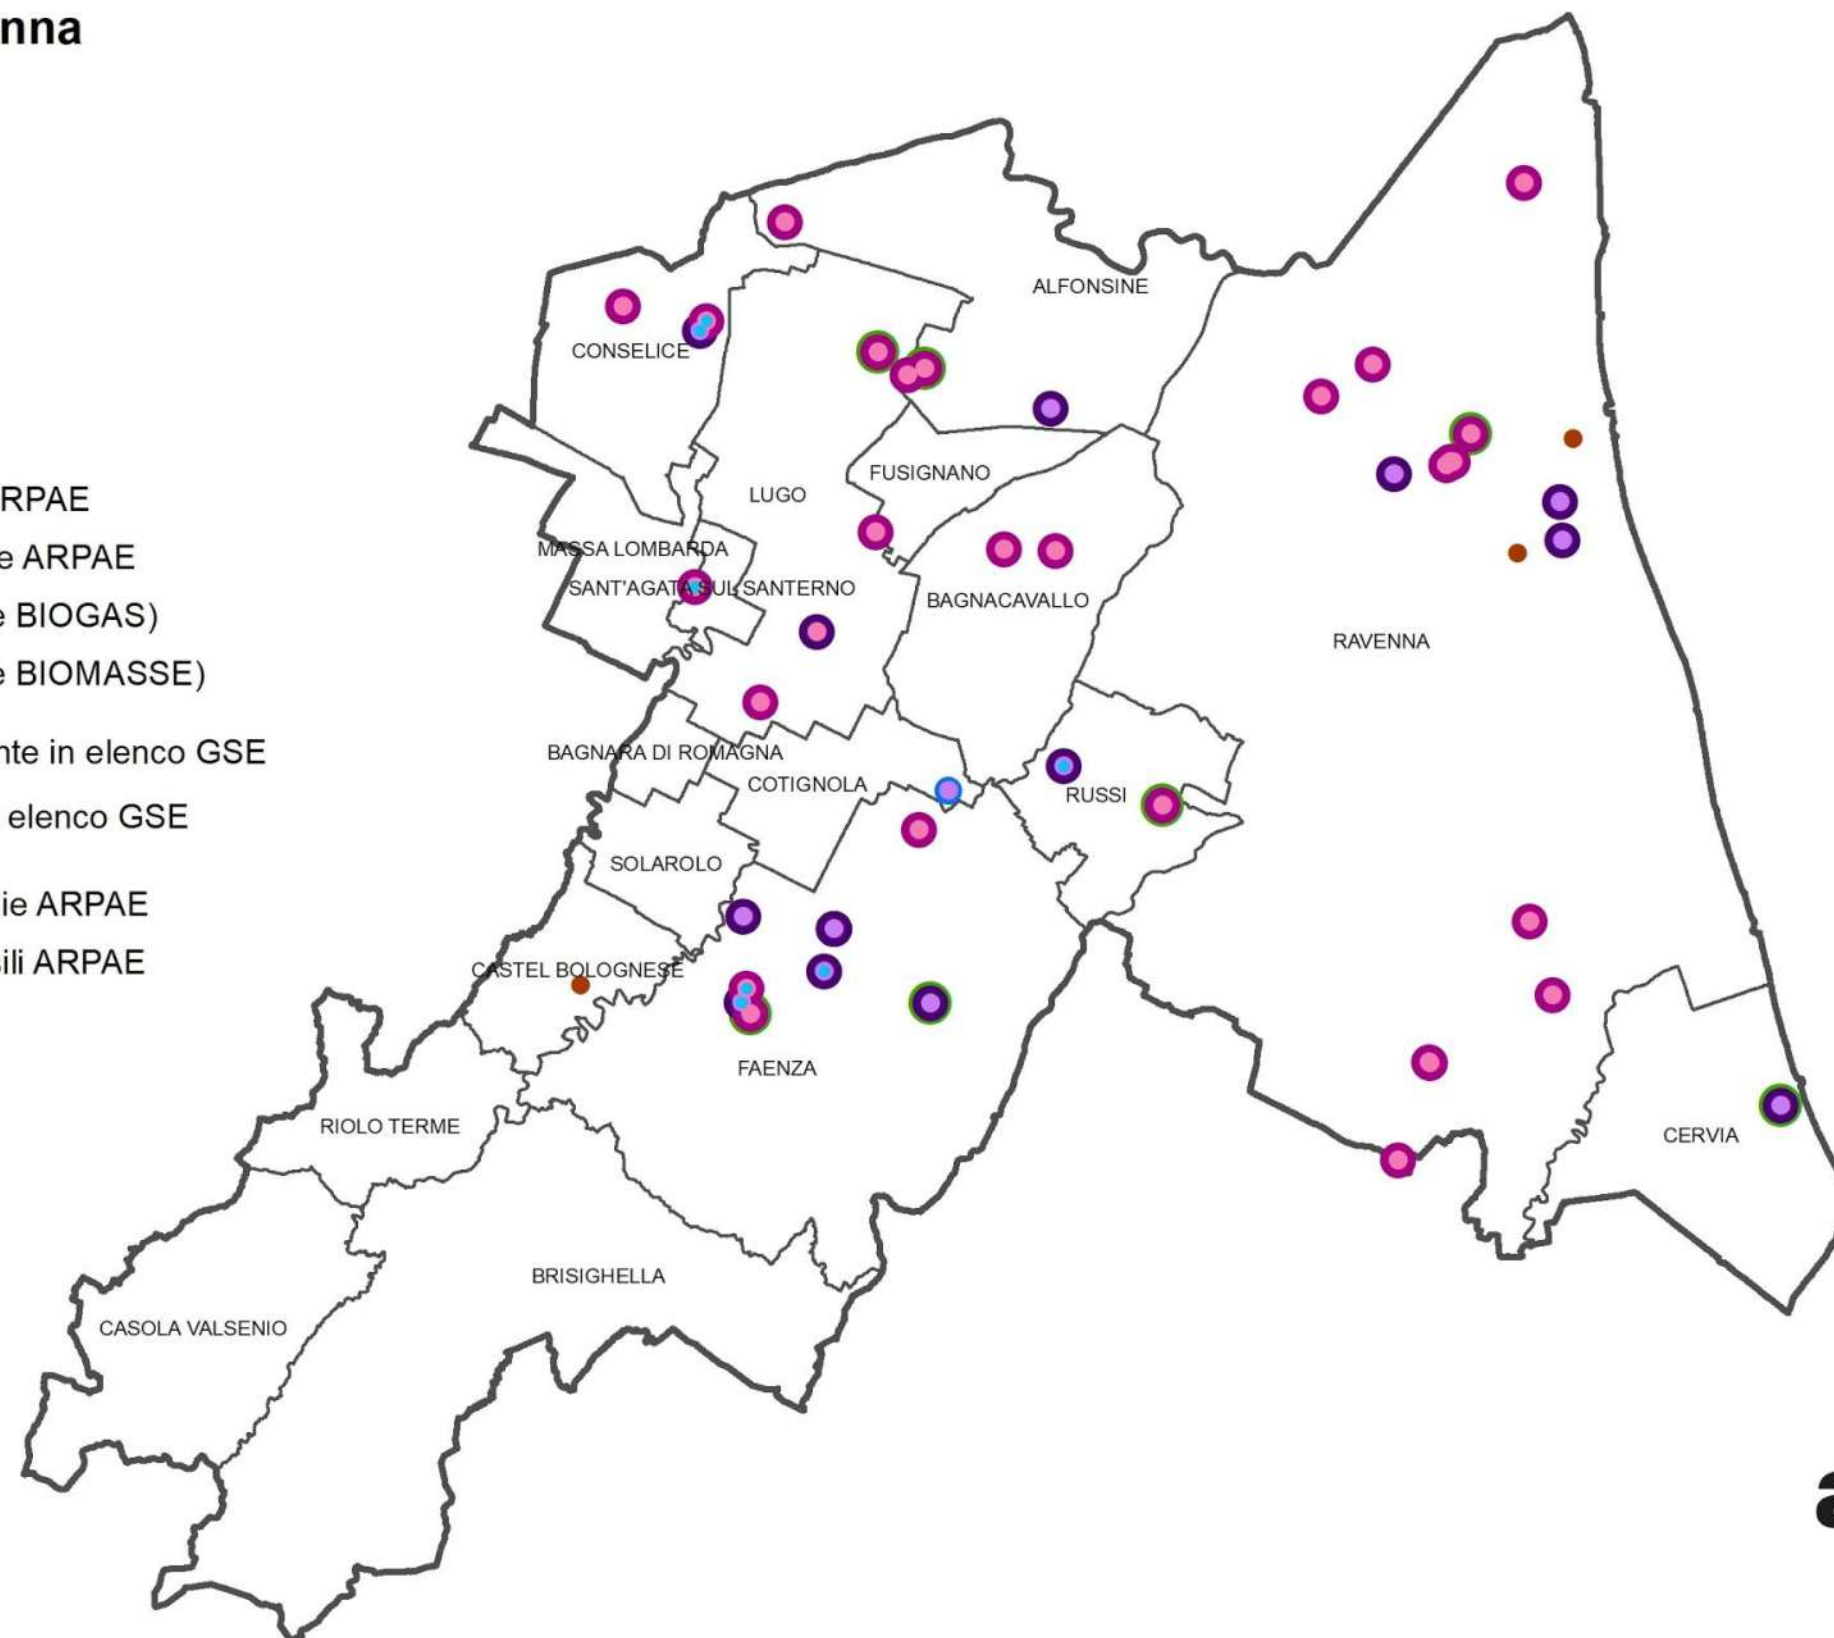 nna
RPAE
e ARPAE
e BIOGAS)
e BIOMASSE)
nte in elenco GSE
elenco GSE
ie ARPAE
ili ARPAE
ALFONSINE
CONSELICE
FUSIGNANO
LUGO
MASSA LOMBARDA
SANT'AGATA SUL SANTERNO
BAGNACAVALLO
RAVENNA
BAGNARA DI ROMAGNA
COTIGNOLA
RUSSI
SOLAROLO
CASTEL BOLOGNESE
FAENZA
RIOLO TERME
CERVIA
BRISIGHELLA
CASOLA VALSENIO
a